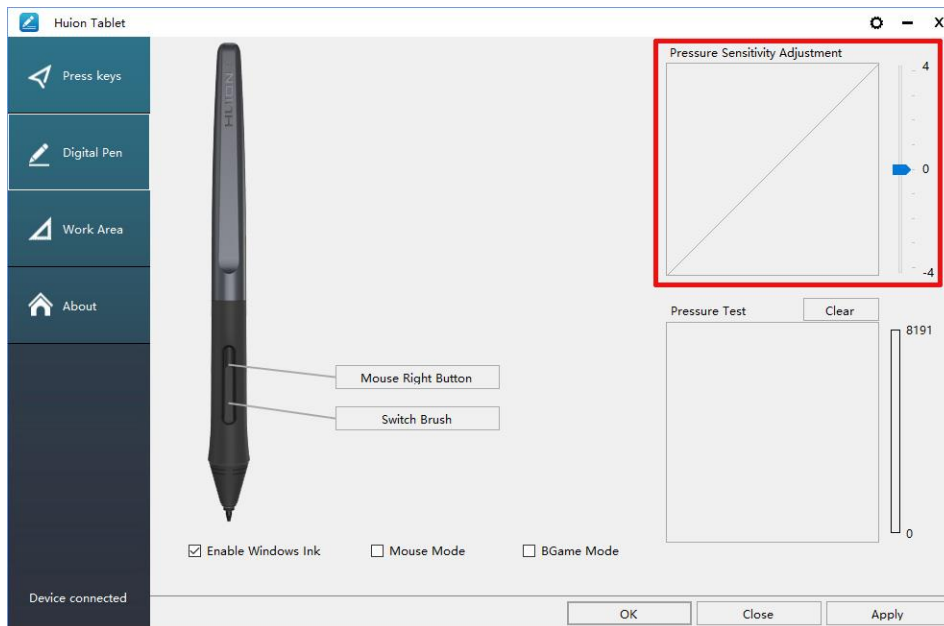 Huion Tablet
Press keys
Digital Pen
Work Area
About
Device connected
HUION
Mouse Right Button
Switch Brush
Enable Windows Ink
Mouse Mode
BGame Mode
Pressure Sensitivity Adjustment
4
0
-4
Pressure Test
Clear
8191
0
OK
Close
Apply